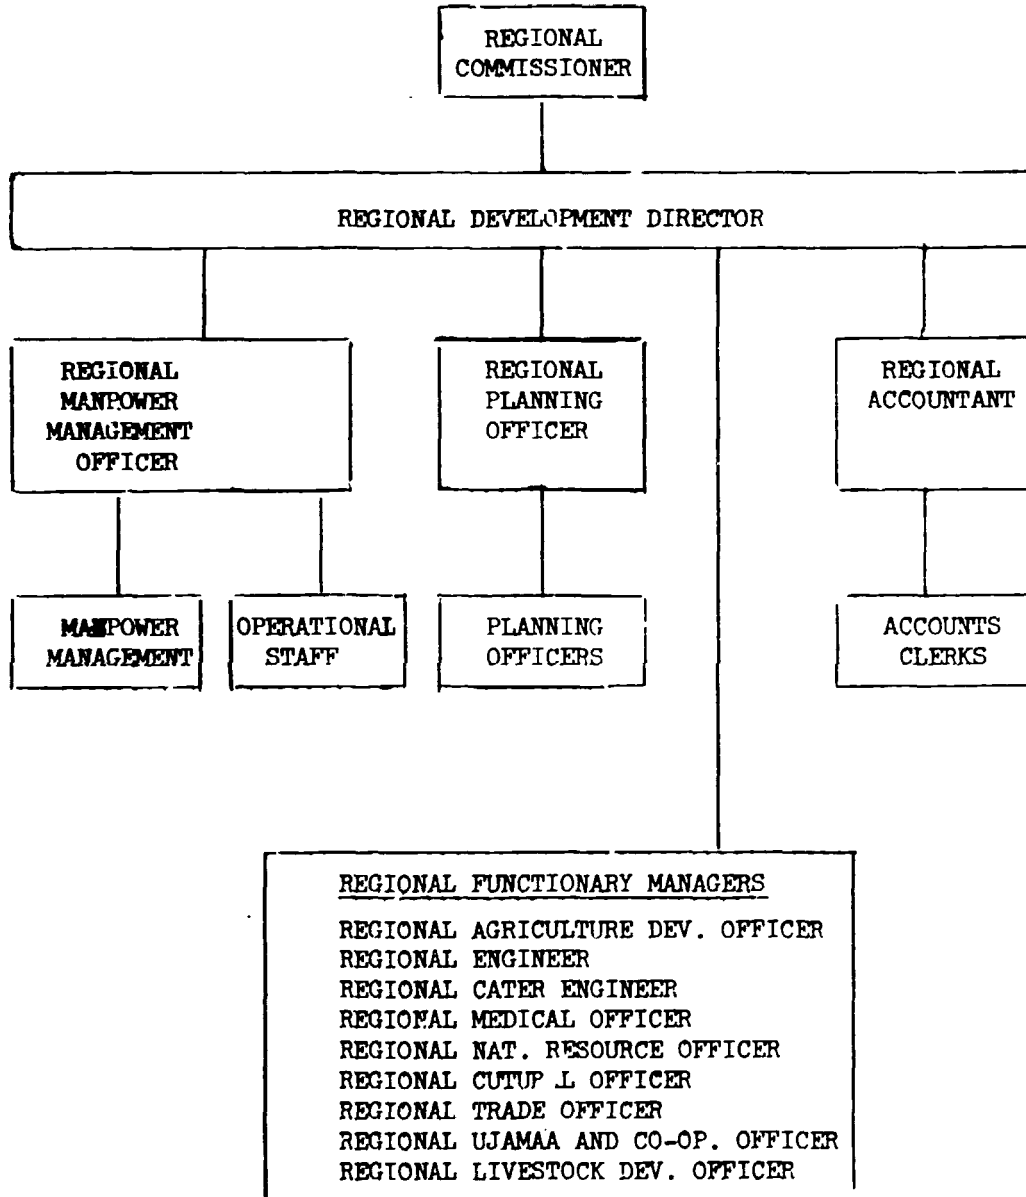 REGIONAL
COMMISSIONER
REGIONAL DEVELOPMENT DIRECTOR
REGIONAL
MANPOWER
MANAGEMENT
OFFICER
REGIONAL
PLANNING
OFFICER
REGIONAL
ACCOUNTANT
MANPOWER
MANAGEMENT
OPERATIONAL
STAFF
PLANNING
OFFICERS
ACCOUNTS
CLERKS
REGIONAL FUNCTIONARY MANAGERS
REGIONAL AGRICULTURE DEV. OFFICER
REGIONAL ENGINEER
REGIONAL CATER ENGINEER
REGIONAL MEDICAL OFFICER
REGIONAL NAT. RESOURCE OFFICER
REGIONAL OFFICER
REGIONAL TRADE OFFICER
REGIONAL UJAMAA AND CO-OP. OFFICER
REGIONAL LIVESTOCK DEV. OFFICER